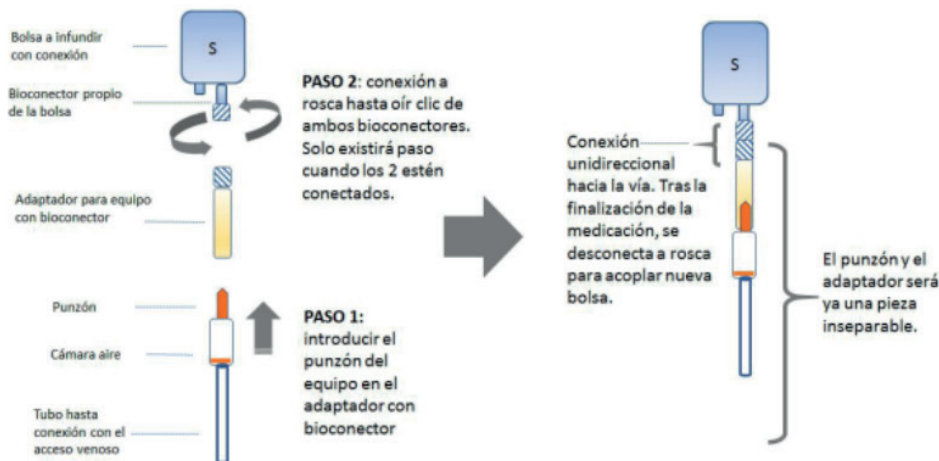 Bolsa a infundir
con conexión
S
Bioconector propio
de la bolsa
PASO 2: conexión a
rosca hasta oír clic de
ambos bioconectores.
Solo existirá paso
cuando los 2 estén
conectados.
Adaptador para equipo
con bioconector
Punzón
Cámara aire
Tubo hasta
conexión con el
acceso venoso
PASO 1:
introducir el
punzón del
equipo en el
adaptador con
bioconector
S
Conexión
unidireccional
hacia la vía. Tras la
finalización de la
medicación, se
desconecta a rosca
para acoplar nueva
bolsa.
El punzón y el
adaptador será
ya una pieza
inseparable.